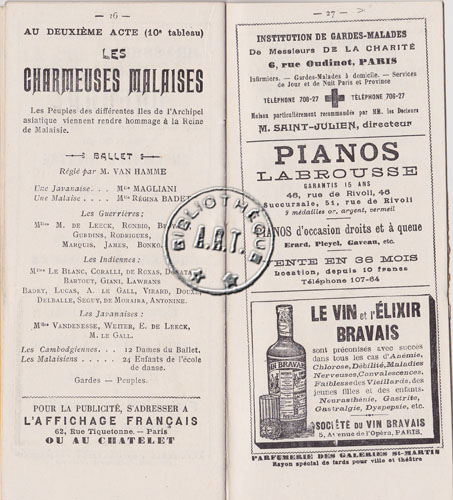 — 26 —
AU DEUXIÈME ACTE (10e tableau)
LES
CHARMEUSES MALAISES
Les Peuples des différentes Iles de l'Archipel
asiatique viennent rendre hommage à la Reine
de Malaisie.
BALLET
Réglé par M. VAN HAMME
Une Javanaise . . . Mlle MAGLIANI
Une Malaise . . . Mlle RÉGINA BADET
Les Guerrières :
Mlles M. DE LEECK, RONBIO,
GURDINS, RODRIGUES,
MARQUIS, JAMES,
Les Indiennes :
Mlles LE BLANC, CORALLI, DE ROXAS, DONATA
BARTOUT, GIANI, LAWRANS
BADRY, LUCAS, A. LE GALL, VIRARD,
DELBALLE, SEGUY, DE MORAIRA, ANTONINE.
Les Javanaises :
Mlles VANDENESSE, WEITER, E. DE LEECK,
M. LE GALL.
Les Cambodgiennes . . 12 Dames du Ballet.
Les Malaisiens . . . . . 24 Enfants de l'école
de danse.
Gardes — Peuples.
POUR LA PUBLICITÉ, S'ADRESSER A
L'AFFICHAGE FRANÇAIS
62, Rue Tiquetonne. — Paris
OU AU CHATELET
BIBLIOTHÈQUE
A.R.T.
— 27 —
INSTITUTION DE GARDES-MALADES
De Messieurs DE LA CHARITÉ
6, rue Oudinot, PARIS
Infirmiers. — Gardes-Malades à domicile. — Services
de Jour et de Nuit Paris et Province
TÉLÉPHONE 706-27 TÉLÉPHONE 706-27
Maison particulièrement recommandée par MM. les Docteurs
M. SAINT-JULIEN, directeur
PIANOS
LABROUSSE
GARANTIS 15 ANS
46, rue de Rivoli, 46
Succursale, 51, rue de Rivoli
9 médailles or, argent, vermeil
PIANOS d'occasion droits et à queue
Erard, Pleyel, Gaveau, etc.
VENTE EN 36 MOIS
Location, depuis 10 francs
Téléphone 107-64
LE VIN et l'ÉLIXIR
BRAVAIS
sont préconisés avec succès
dans tous les cas d'Anémie,
Chlorose, Débilité, Maladies
Nerveuses, Convalescences,
Faiblesse des Vieillards, des
jeunes filles et des enfants.
Neurasthenie, Gastrite,
Gastralgie, Dyspepsie, etc.
SOCIÉTÉ DU VIN BRAVAIS
5, Avenue de l'Opéra, PARIS.
VIN BRAVAIS
PARFUMERIE DES GALERIES St-MARTIN
Rayon spécial de fards pour ville et théâtre